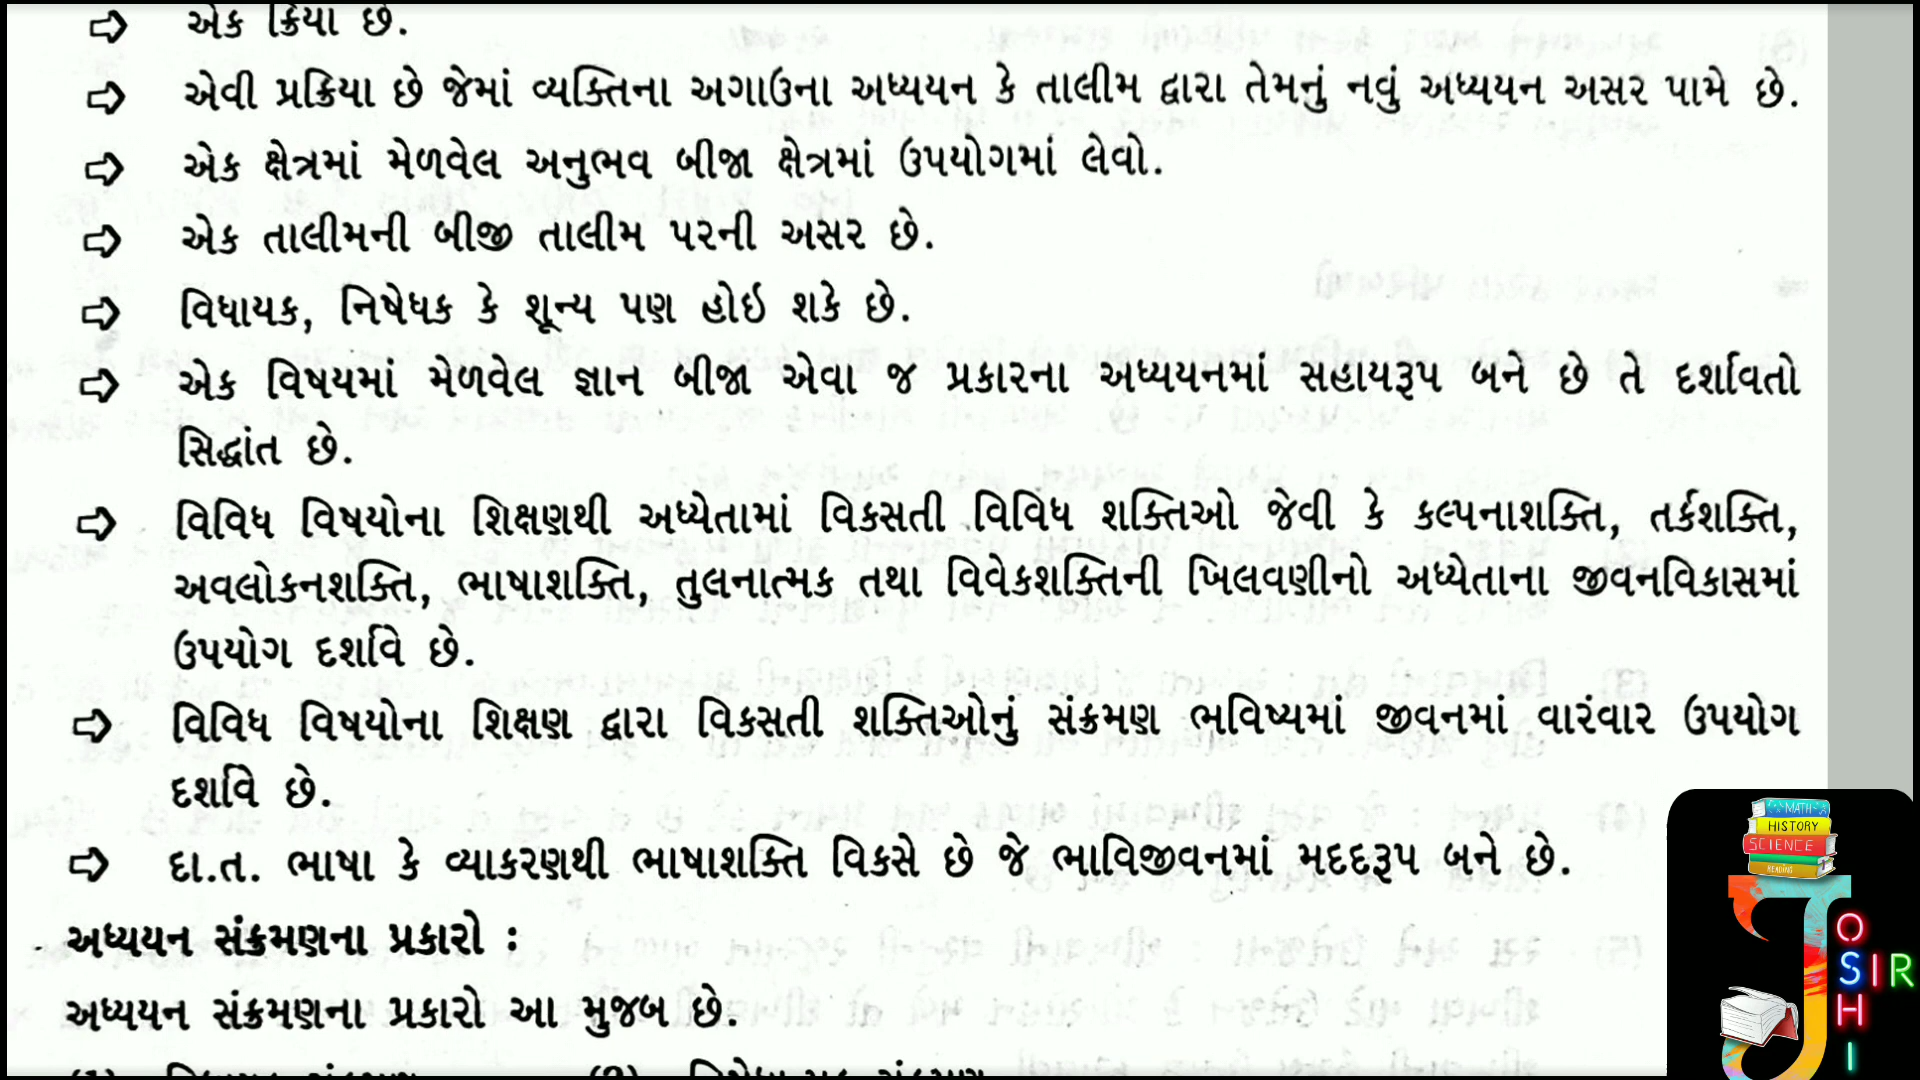 ⇨ એક ક્રિયા છે.
⇨ એવી પ્રક્રિયા છે જેમાં વ્યક્તિના અગાઉના અધ્યયન કે તાલીમ દ્વારા તેમનું નવું અધ્યયન અસર પામે છે.
⇨ એક ક્ષેત્રમાં મેળવેલ અનુભવ બીજા ક્ષેત્રમાં ઉપયોગમાં લેવો.
⇨ એક તાલીમની બીજી તાલીમ પરની અસર છે.
⇨ વિધાયક, નિષેધક કે શૂન્ય પણ હોઇ શકે છે.
⇨ એક વિષયમાં મેળવેલ જ્ઞાન બીજા એવા જ પ્રકારના અધ્યયનમાં સહાયરૂપ બને છે તે દર્શાવતો
સિદ્ધાંત છે.
⇨ વિવિધ વિષયોના શિક્ષણથી અધ્યેતામાં વિકસતી વિવિધ શક્તિઓ જેવી કે કલ્પનાશક્તિ, તર્કશક્તિ,
અવલોકનશક્તિ, ભાષાશક્તિ, તુલનાત્મક તથા વિવેકશક્તિની ખિલવણીનો અધ્યેતાના જીવનવિકાસમાં
ઉપયોગ દર્શાવે છે.
⇨ વિવિધ વિષયોના શિક્ષણ દ્વારા વિકસતી શક્તિઓનું સંક્રમણ ભવિષ્યમાં જીવનમાં વારંવાર ઉપયોગ
દર્શાવે છે.
⇨ દા.ત. ભાષા કે વ્યાકરણથી ભાષાશક્તિ વિકસે છે જે ભાવિજીવનમાં મદદરૂપ બને છે.
અધ્યયન સંક્રમણના પ્રકારો :
અધ્યયન સંક્રમણના પ્રકારો આ મુજબ છે.
MATH
HISTORY
SCIENCE
READING
JOSHI
SIR